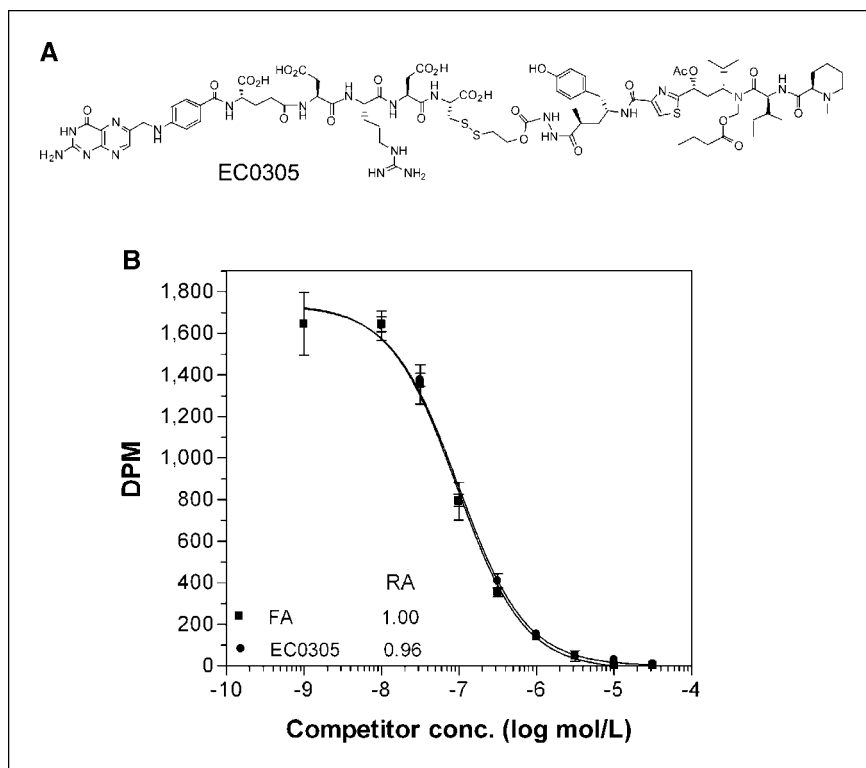 A
CO₂H
HO₂C
CO₂H
CO₂H
HO
AcO
O
O
O
O
O
O
O
O
N
H
N
H
N
H
N
H
N
H
HN
H₂N
N
N
N
N
H
O
S
S
O
O
H
N
N
H
O
NH
N
S
N
O
O
O
H
N
N
HN
NH
NH₂
EC0305
B
DPM
1,800
1,600
1,400
1,200
1,000
800
600
400
200
0
RA
FA 1.00
EC0305 0.96
-10 -9 -8 -7 -6 -5 -4
Competitor conc. (log mol/L)